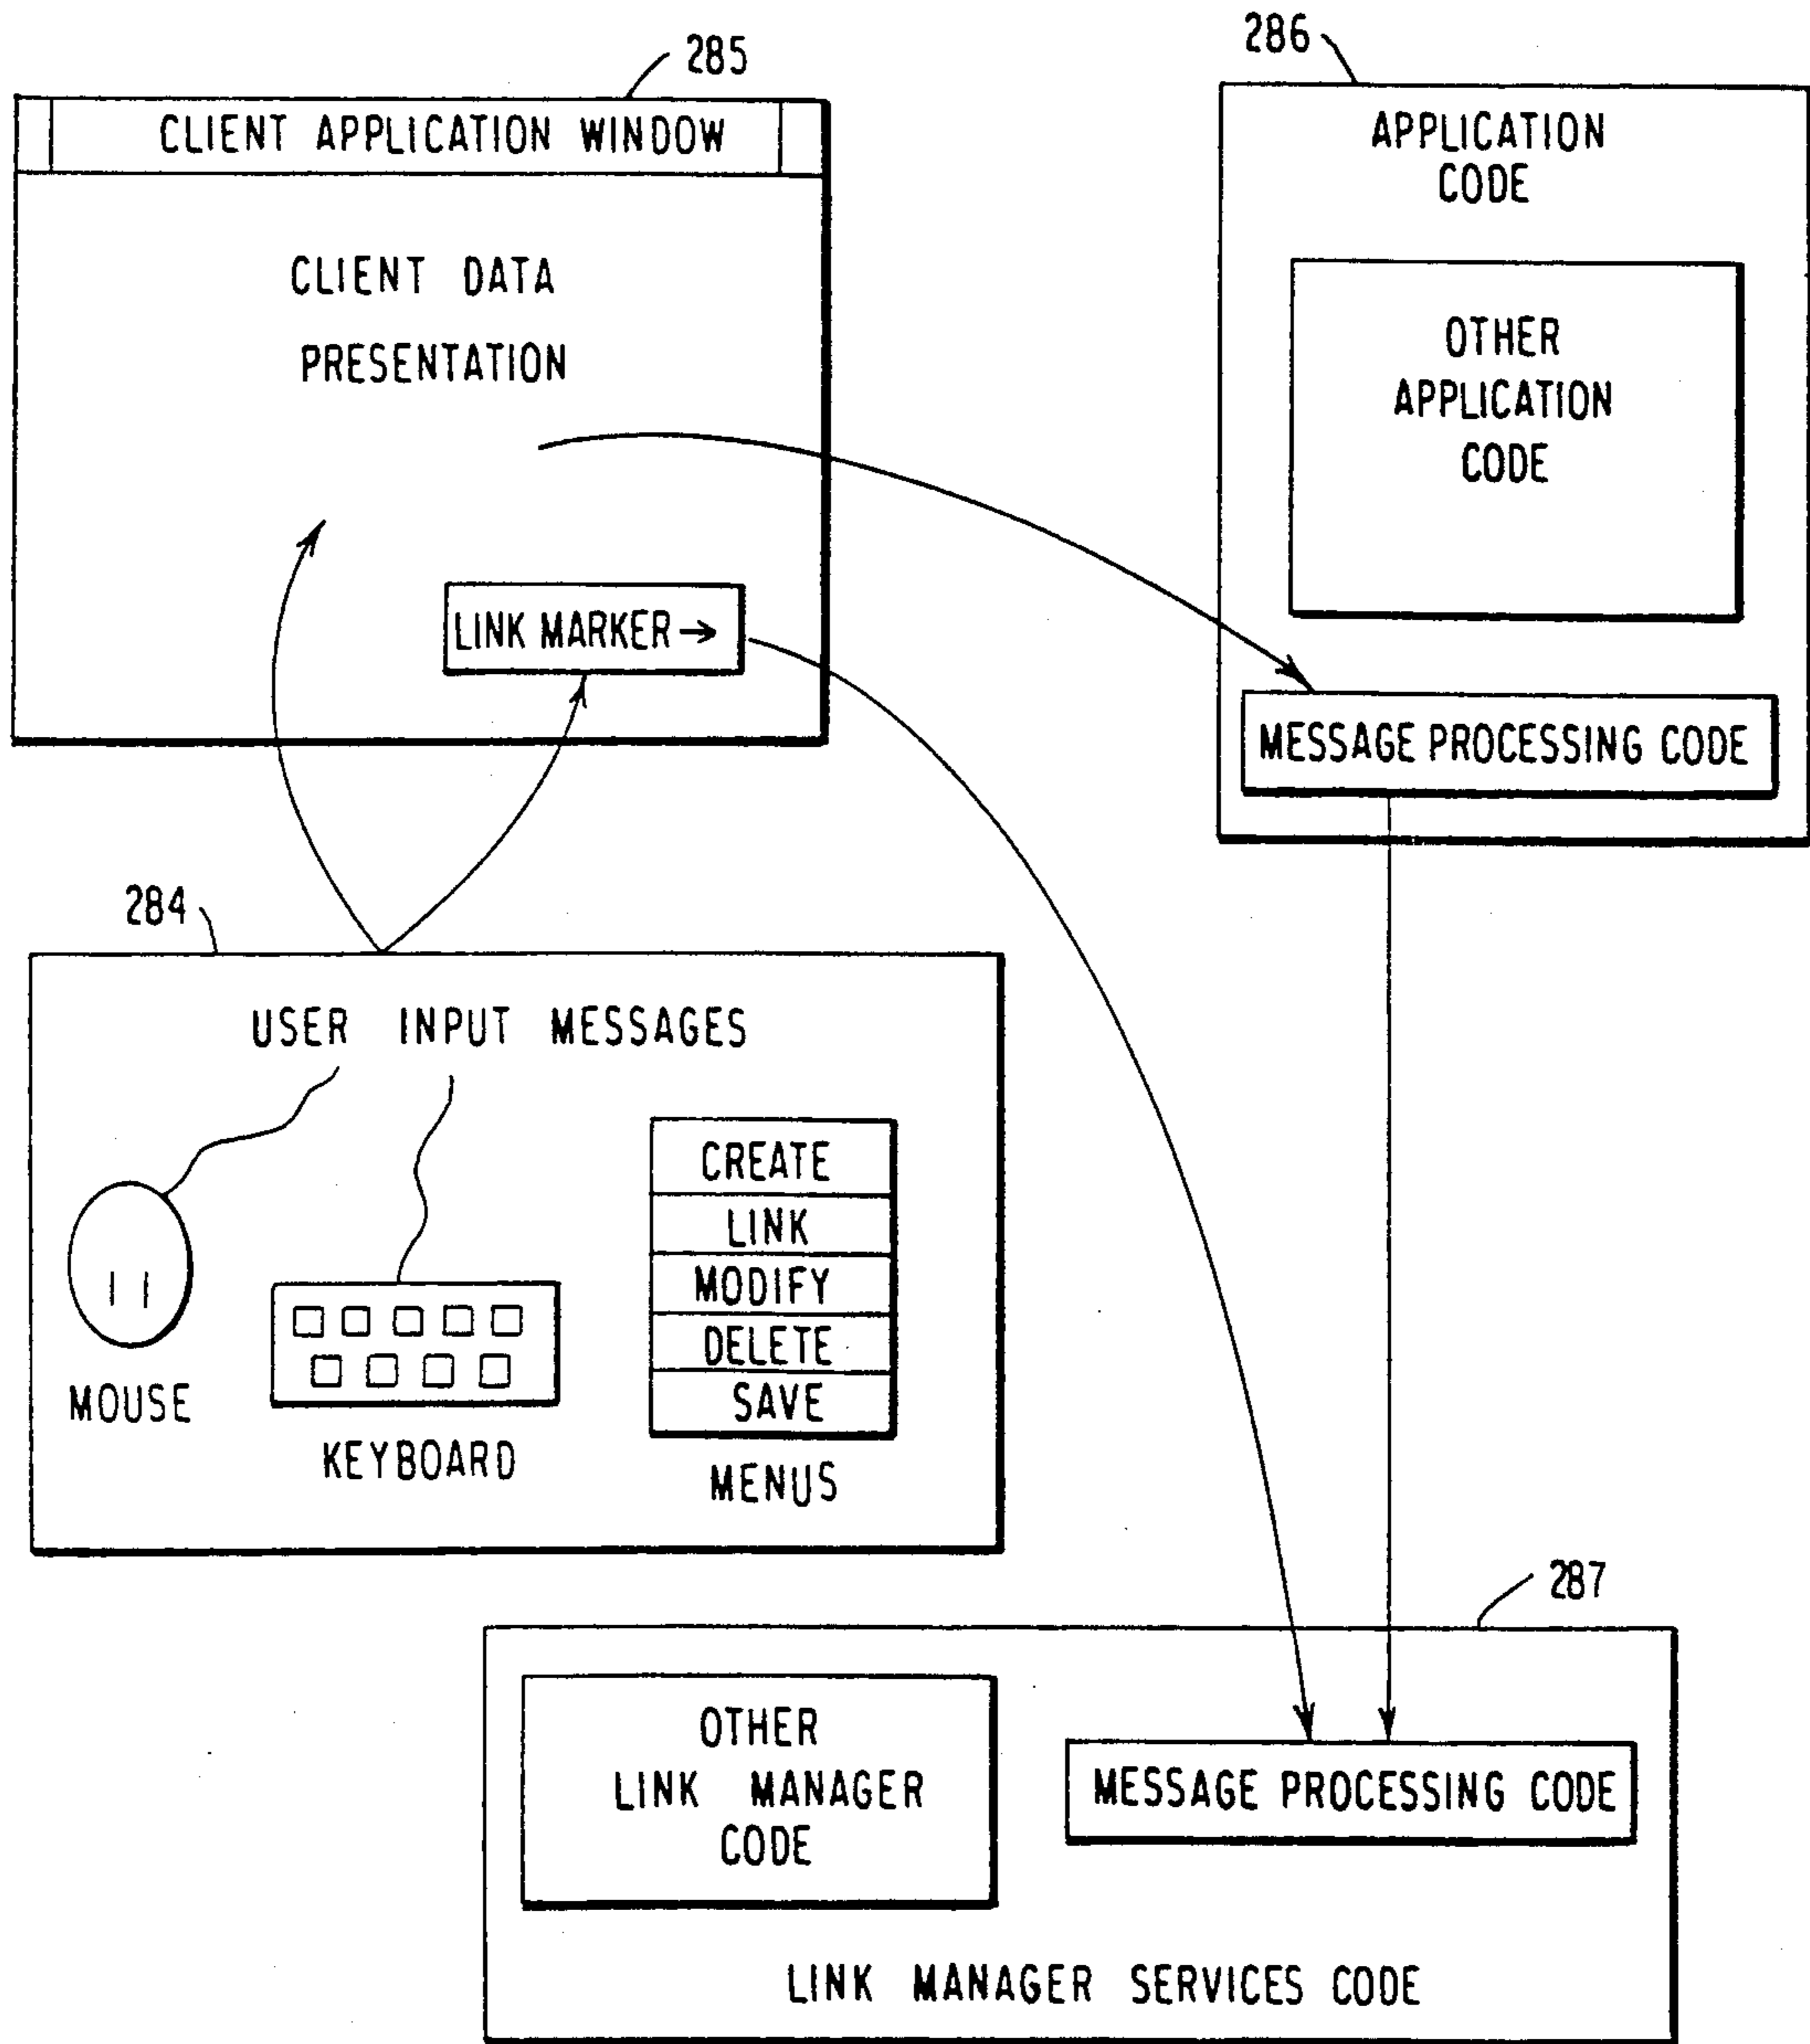 285
CLIENT APPLICATION WINDOW
CLIENT DATA
PRESENTATION
LINK MARKER →
286
APPLICATION
CODE
OTHER
APPLICATION
CODE
MESSAGE PROCESSING CODE
284
USER INPUT MESSAGES
MOUSE
KEYBOARD
CREATE
LINK
MODIFY
DELETE
SAVE
MENUS
287
OTHER
LINK MANAGER
CODE
MESSAGE PROCESSING CODE
LINK MANAGER SERVICES CODE